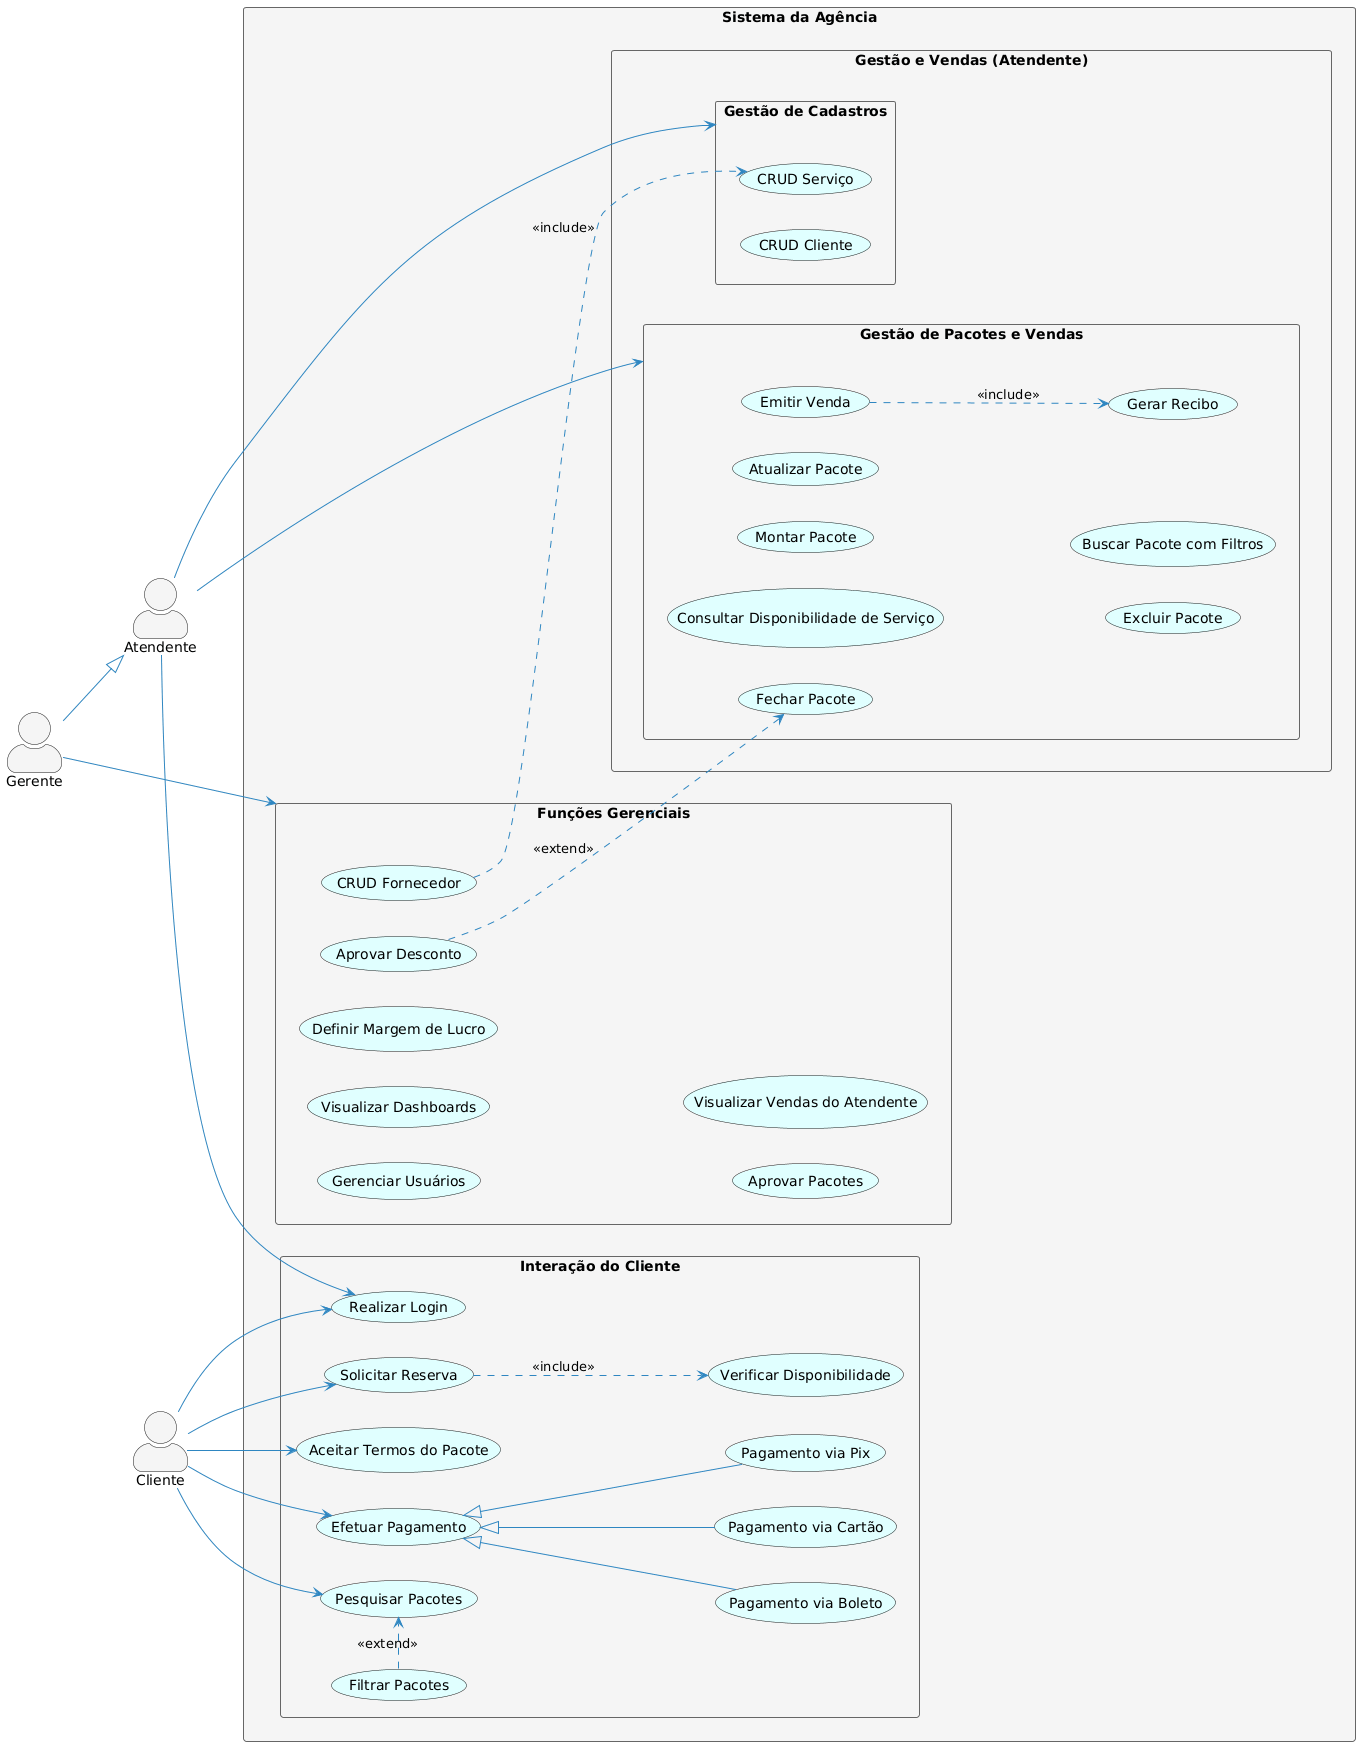 Sistema da Agência
Gestão e Vendas (Atendente)
Gestão de Cadastros
CRUD Serviço
«include»
CRUD Cliente
Gestão de Pacotes e Vendas
Emitir Venda
«include»
Gerar Recibo
Atualizar Pacote
Montar Pacote
Buscar Pacote com Filtros
Consultar Disponibilidade de Serviço
Excluir Pacote
Fechar Pacote
Atendente
Gerente
Funções Gerenciais
«extend»
CRUD Fornecedor
Aprovar Desconto
Definir Margem de Lucro
Visualizar Dashboards
Visualizar Vendas do Atendente
Gerenciar Usuários
Aprovar Pacotes
Interação do Cliente
Realizar Login
Solicitar Reserva
«include»
Verificar Disponibilidade
Aceitar Termos do Pacote
Pagamento via Pix
Cliente
Efetuar Pagamento
Pagamento via Cartão
Pesquisar Pacotes
Pagamento via Boleto
«extend»
Filtrar Pacotes